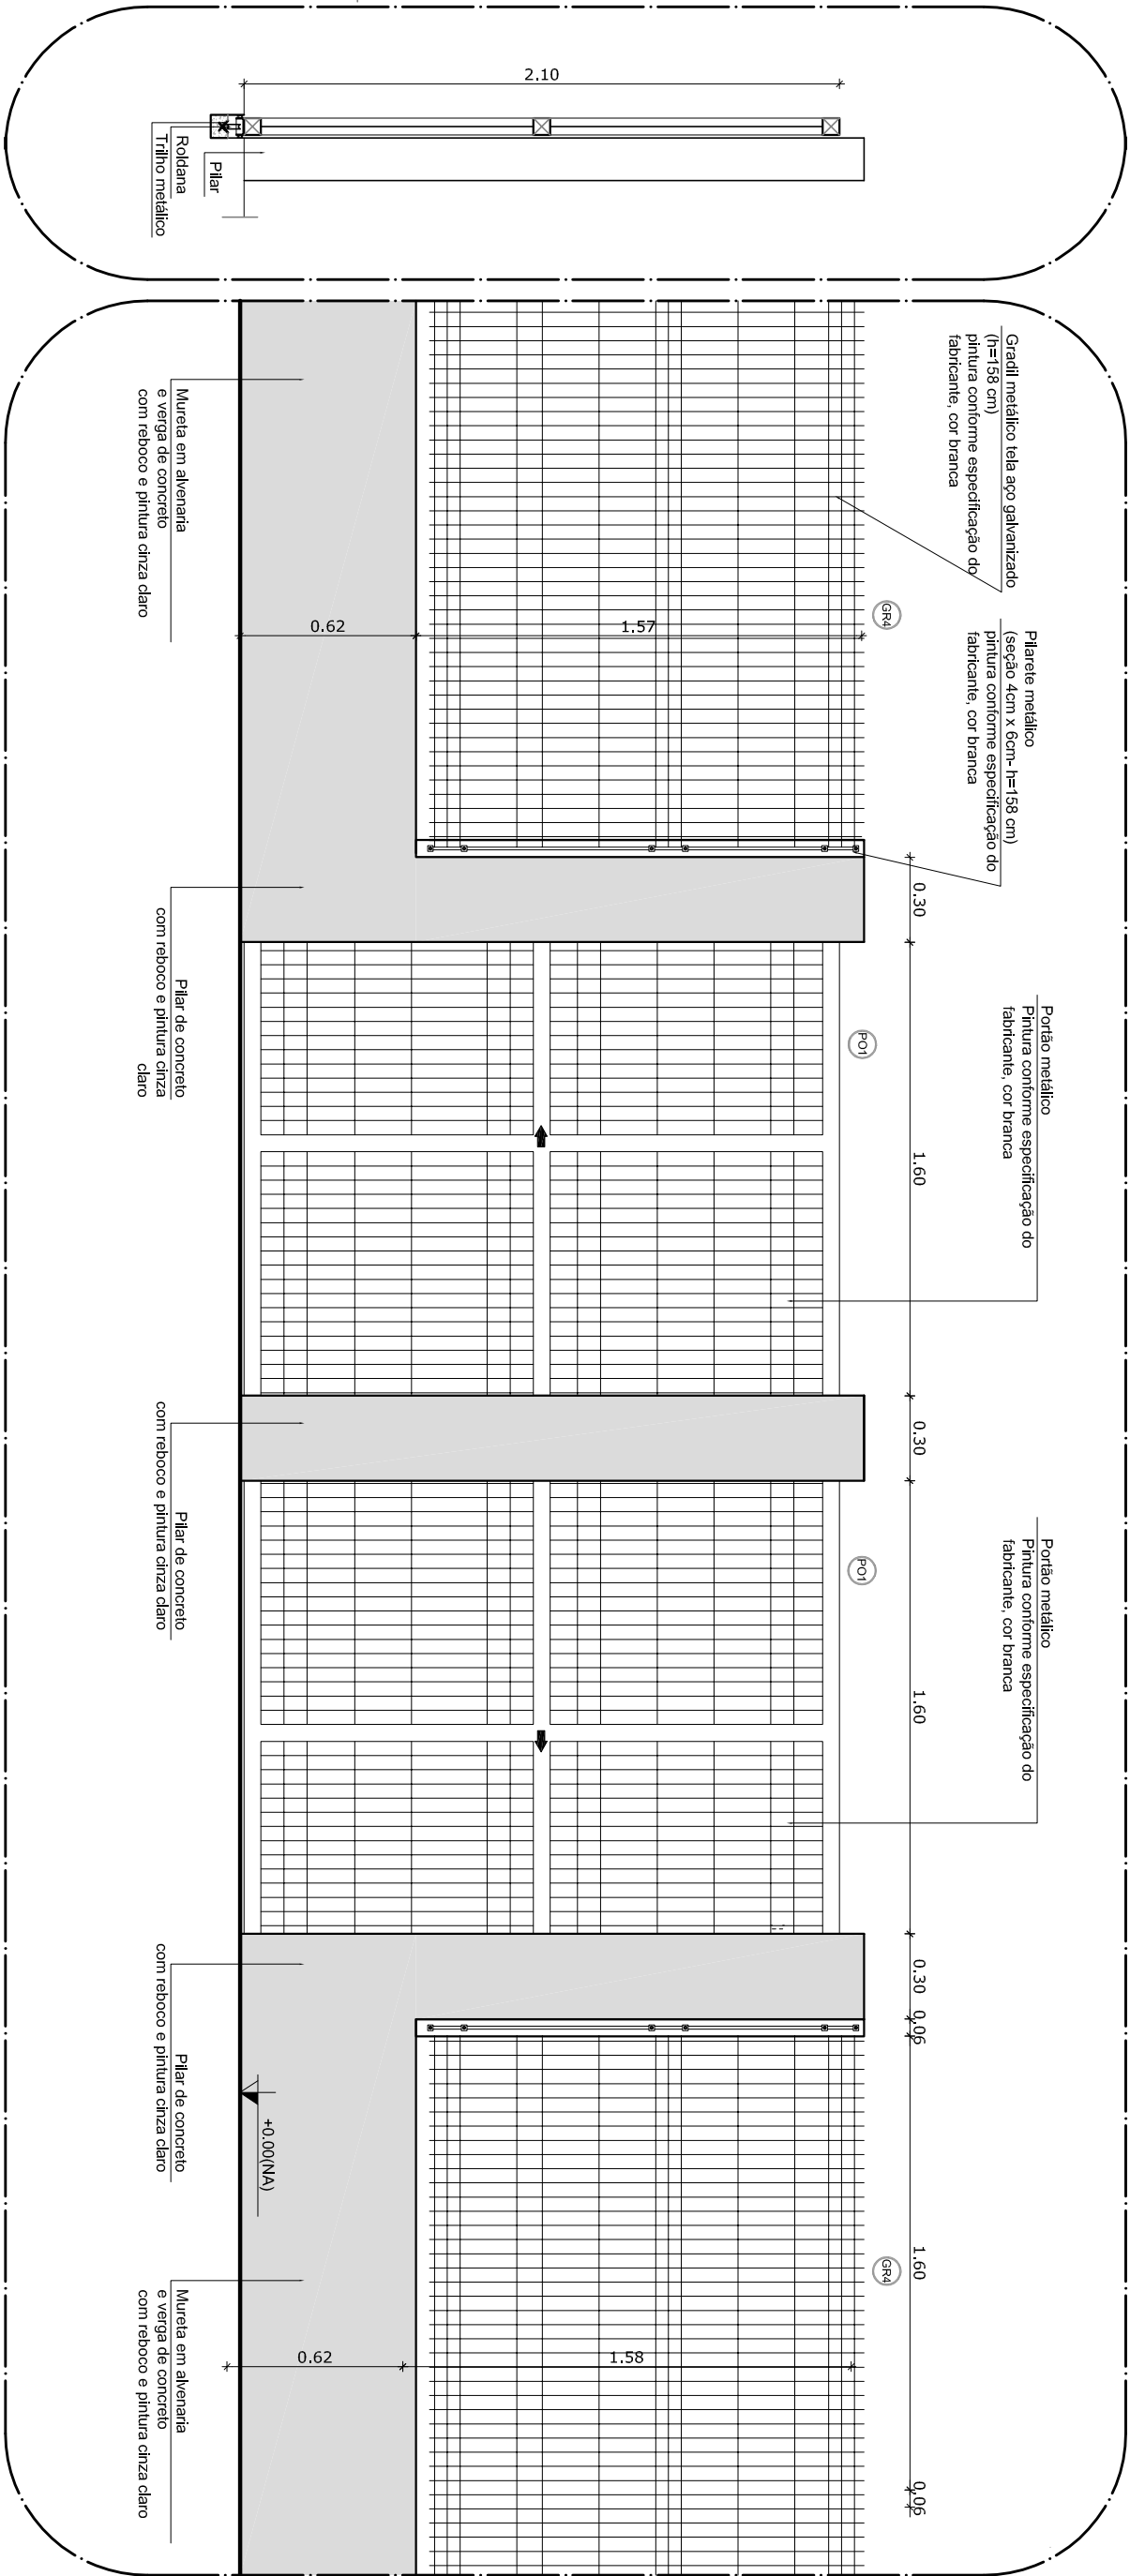 2.10
Pilar
Roldana
Trilho metálico
Gradil metálico tela aço galvanizado
(h=158 cm)
pintura conforme especificação do
fabricante, cor branca
Pilarete metálico
(seção 4cm x 6cm- h=158 cm)
pintura conforme especificação do
fabricante, cor branca
Portão metálico
Pintura conforme especificação do
fabricante, cor branca
Portão metálico
Pintura conforme especificação do
fabricante, cor branca
0.30
1.60
0.30
1.60
0.30
0.06
1.60
0.06
GR4
PO1
PO1
GR4
1.57
0.62
1.58
0.62
+0.00(NA)
Mureta em alvenaria
e verga de concreto
com reboco e pintura cinza claro
Pilar de concreto
com reboco e pintura cinza
claro
Pilar de concreto
com reboco e pintura cinza claro
Pilar de concreto
com reboco e pintura cinza claro
Mureta em alvenaria
e verga de concreto
com reboco e pintura cinza claro